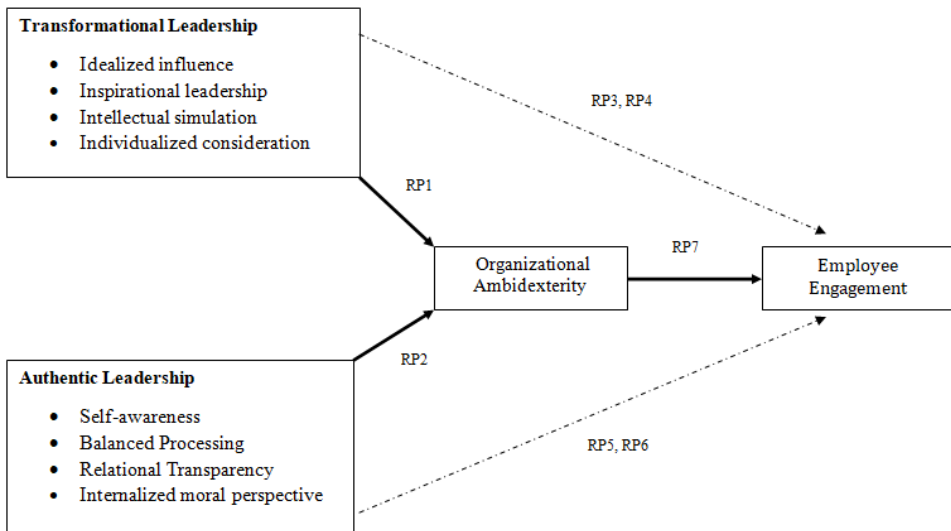 Transformational Leadership
• Idealized influence
• Inspirational leadership
• Intellectual simulation
• Individualized consideration
RP3, RP4
RP1
Organizational
Ambidexterity
RP7
Employee
Engagement
RP2
Authentic Leadership
• Self-awareness
• Balanced Processing
• Relational Transparency
• Internalized moral perspective
RP5, RP6